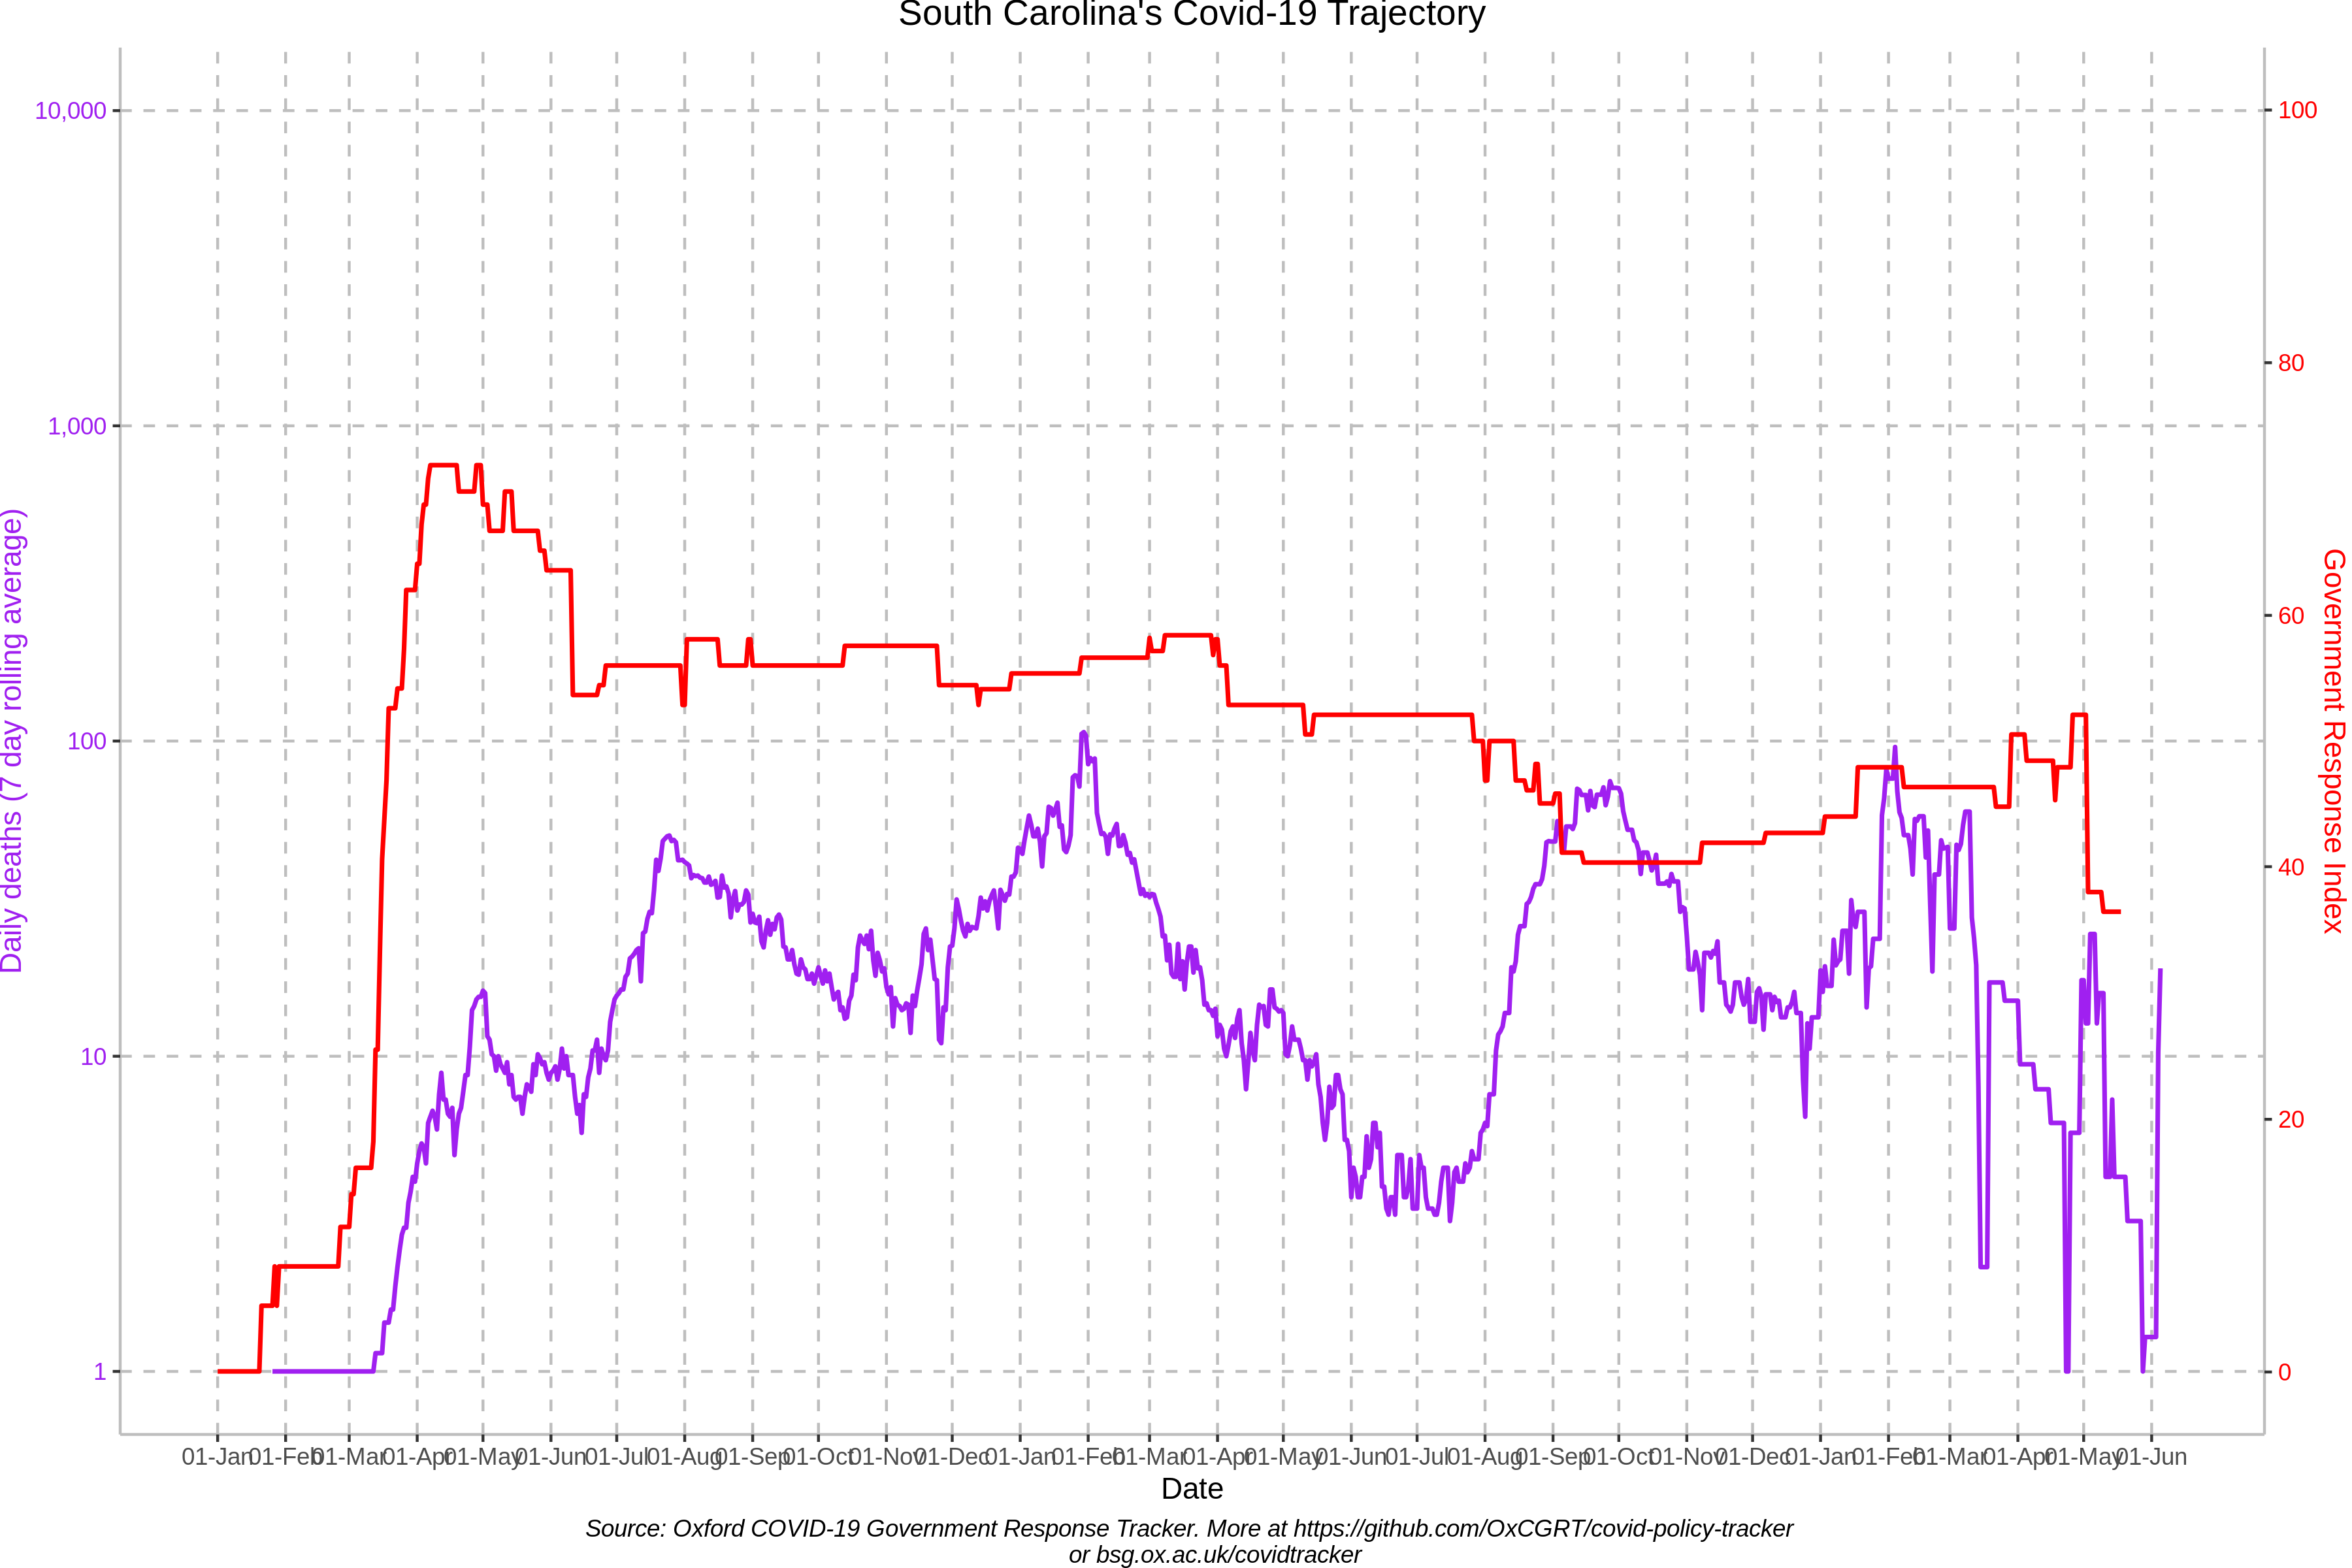 South Carolina's Covid-19 Trajectory
10,000
1,000
100
10
1
Daily deaths (7 day rolling average)
100
80
60
40
20
0
Government Response Index
01-Jan 01-Feb 01-Mar 01-Apr 01-May 01-Jun 01-Jul 01-Aug 01-Sep 01-Oct 01-Nov 01-Dec 01-Jan 01-Feb 01-Mar 01-Apr 01-May 01-Jun 01-Jul 01-Aug 01-Sep 01-Oct 01-Nov 01-Dec 01-Jan 01-Feb 01-Mar 01-Apr 01-May 01-Jun
Date
Source: Oxford COVID-19 Government Response Tracker. More at https://github.com/OxCGRT/covid-policy-tracker
or bsg.ox.ac.uk/covidtracker